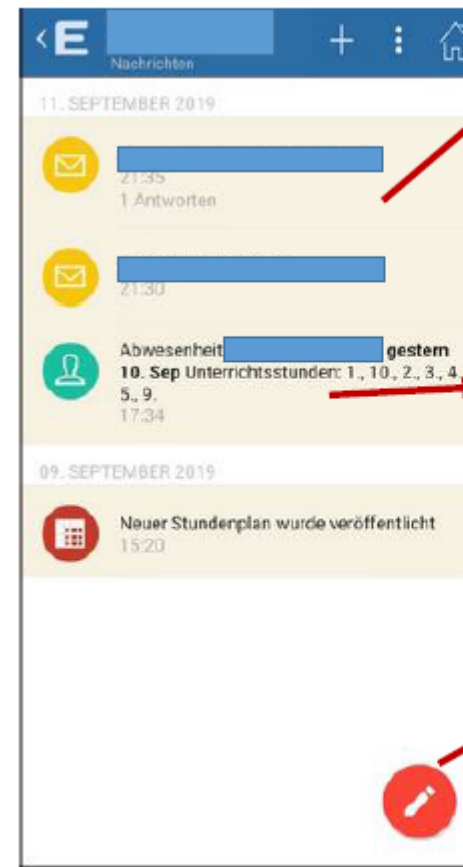 E
Nachrichten
11. SEPTEMBER 2019
21:35
1 Antworten
21:30
Abwesenheit gestern
10. Sep Unterrichtsstunden: 1., 10., 2., 3., 4.,
5., 9.
17:34
09. SEPTEMBER 2019
Neuer Stundenplan wurde veröffentlicht
15:20